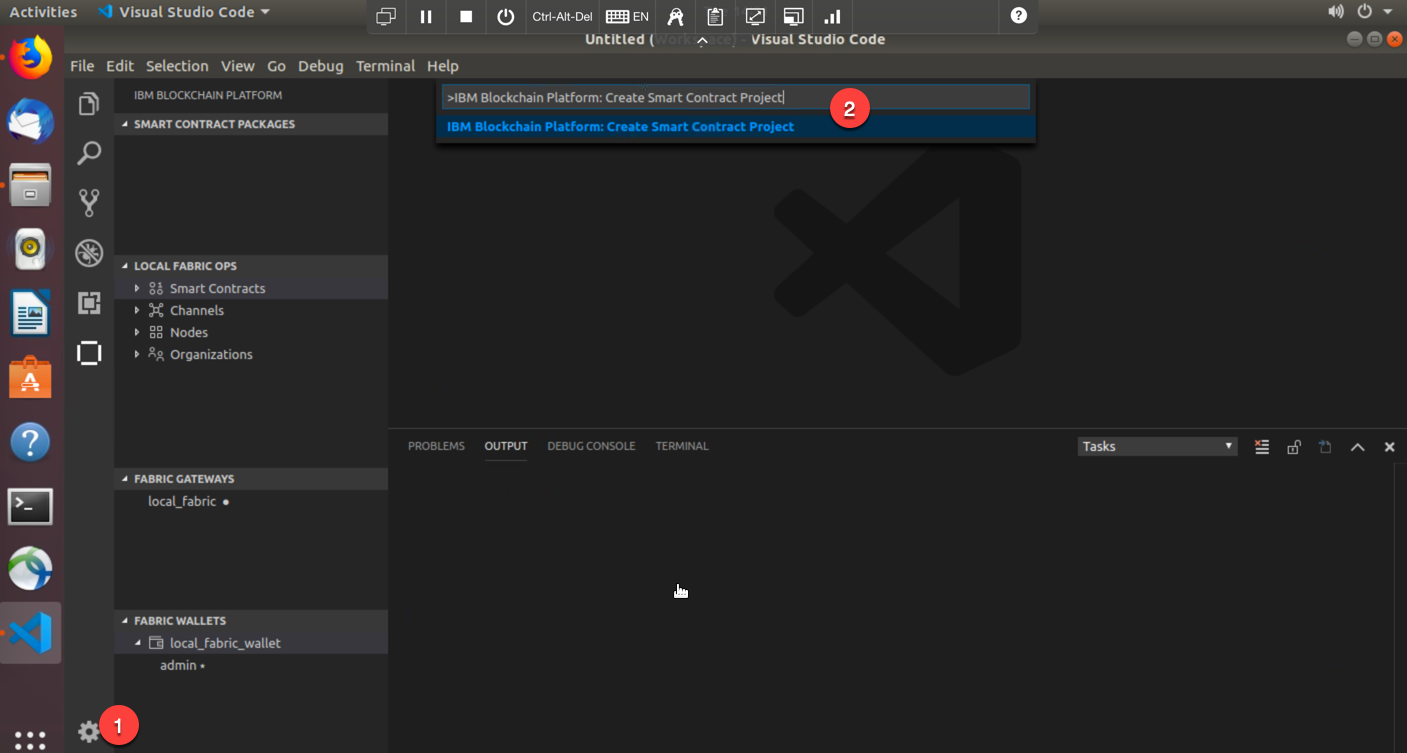 Activities Visual Studio Code
Ctrl-Alt-Del EN ?
Untitled (Workspace) - Visual Studio Code
File Edit Selection View Go Debug Terminal Help
IBM BLOCKCHAIN PLATFORM
SMART CONTRACT PACKAGES
>IBM Blockchain Platform: Create Smart Contract Project
2
IBM Blockchain Platform: Create Smart Contract Project
LOCAL FABRIC OPS
Smart Contracts
Channels
Nodes
Organizations
PROBLEMS OUTPUT DEBUG CONSOLE TERMINAL Tasks
FABRIC GATEWAYS
local_fabric
FABRIC WALLETS
local_fabric_wallet
admin
1